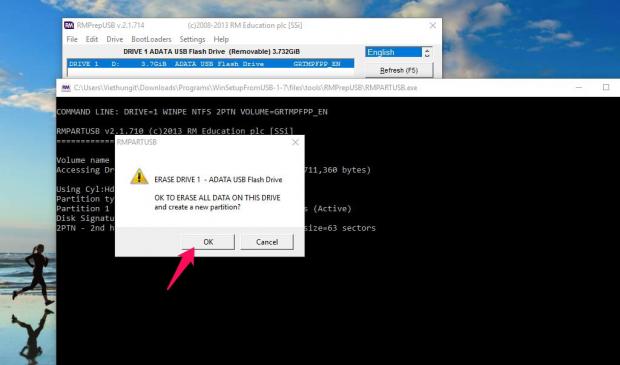 RMPrepUSB v.2.1.714 (c)2008-2013 RM Education plc [SSi]
File Edit Drive BootLoaders Settings Help
DRIVE 1 ADATA USB Flash Drive (Removable) 3.732GiB
English
DRIVE 1 D: 3.7GiB ADATA USB Flash Drive GRTMPFPP_EN
Refresh (F5)
C:\Users\Viethungit\Downloads\Programs\WinSetupFromUSB-1-7\files\tools\RMPrepUSB\RMPARTUSB.exe
COMMAND LINE: DRIVE=1 WINPE NTFS 2PTN VOLUME=GRTMPFPP_EN
RMPARTUSB v2.1.710 (c)2013 RM Education plc [SSi]
RMPARTUSB
Volume name
Accessing Dr 711,360 bytes)
ERASE DRIVE 1 - ADATA USB Flash Drive
Using Cyl:Hd
OK TO ERASE ALL DATA ON THIS DRIVE
Partition ty
and create a new partition?
Partition 1 s (Active)
Disk Signatu
2PTN - 2nd h size=63 sectors
OK Cancel